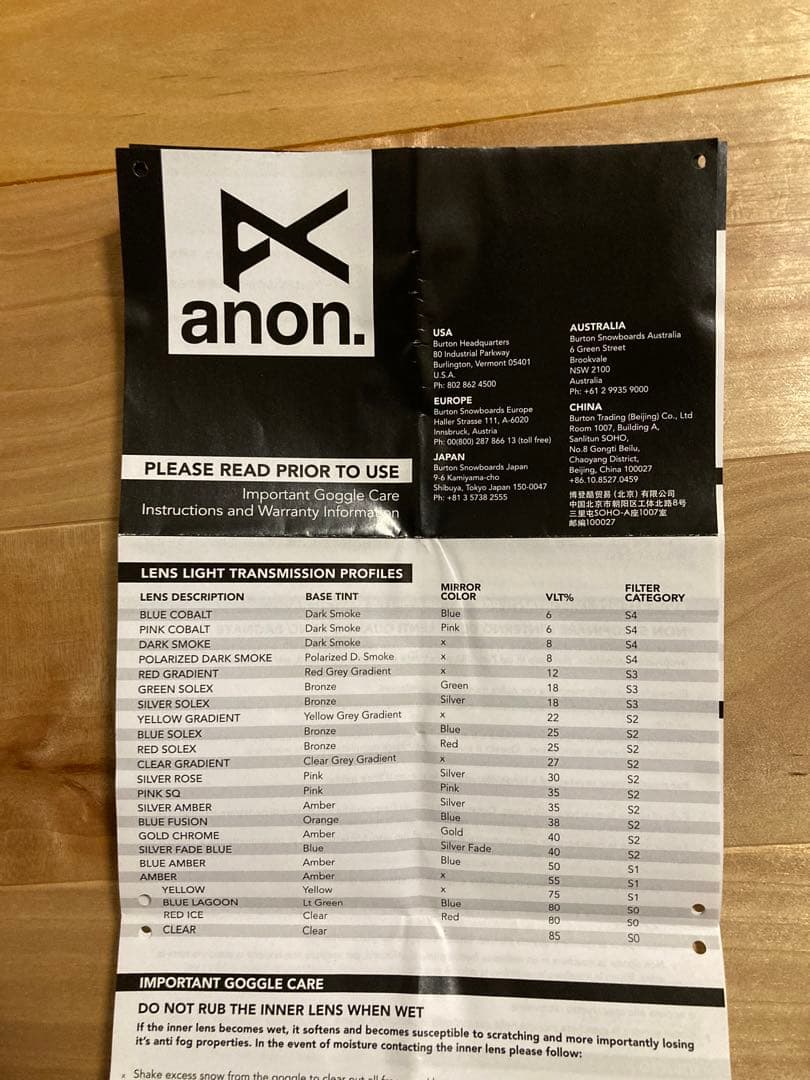 anon.
PLEASE READ PRIOR TO USE
Important Goggle Care
Instructions and Warranty Information
USA
Burton Headquarters
80 Industrial Parkway
Burlington, Vermont 05401
U.S.A.
Ph: 802 862 4500
EUROPE
Burton Snowboards Europe
Haller Strasse 111, A-6020
Innsbruck, Austria
Ph: 00(800) 287 866 13 (toll free)
JAPAN
Burton Snowboards Japan
9-6 Kamiyama-cho
Shibuya, Tokyo Japan 150-0047
Ph: +81 3 5738 2555
AUSTRALIA
Burton Snowboards Australia
6 Green Street
Brookvale
NSW 2100
Australia
Ph: +61 2 9935 9000
CHINA
Burton Trading (Beijing) Co., Ltd
Room 1007, Building A,
Sanlitun SOHO,
No.8 Gongti Beilu,
Chaoyang District,
Beijing, China 100027
+86.10.8527.0459
博登酷贸易(北京)有限公司
中国北京市朝阳区工体北路8号
三里屯SOHO-A座1007室
邮编100027
LENS LIGHT TRANSMISSION PROFILES
LENS DESCRIPTION BASE TINT MIRROR COLOR VLT% FILTER CATEGORY
BLUE COBALT Dark Smoke Blue 6 S4
PINK COBALT Dark Smoke Pink 6 S4
DARK SMOKE Dark Smoke x 8 S4
POLARIZED DARK SMOKE Polarized D. Smoke x 8 S4
RED GRADIENT Red Grey Gradient x 12 S3
GREEN SOLEX Bronze Green 18 S3
SILVER SOLEX Bronze Silver 18 S3
YELLOW GRADIENT Yellow Grey Gradient x 22 S2
BLUE SOLEX Bronze Blue 25 S2
RED SOLEX Bronze Red 25 S2
CLEAR GRADIENT Clear Grey Gradient x 27 S2
SILVER ROSE Pink Silver 30 S2
PINK SQ Pink Pink 35 S2
SILVER AMBER Amber Silver 35 S2
BLUE FUSION Orange Blue 38 S2
GOLD CHROME Amber Gold 40 S2
SILVER FADE BLUE Blue Silver Fade 40 S2
BLUE AMBER Amber Blue 50 S1
AMBER Amber x 55 S1
YELLOW Yellow x 75 S1
BLUE LAGOON Lt Green Blue 80 S0
RED ICE Clear Red 80 S0
CLEAR Clear 85 S0
IMPORTANT GOGGLE CARE
DO NOT RUB THE INNER LENS WHEN WET
If the inner lens becomes wet, it softens and becomes susceptible to scratching and more importantly losing
it's anti fog properties. In the event of moisture contacting the inner lens please follow:
x Shake excess snow from the goggle to clear out all